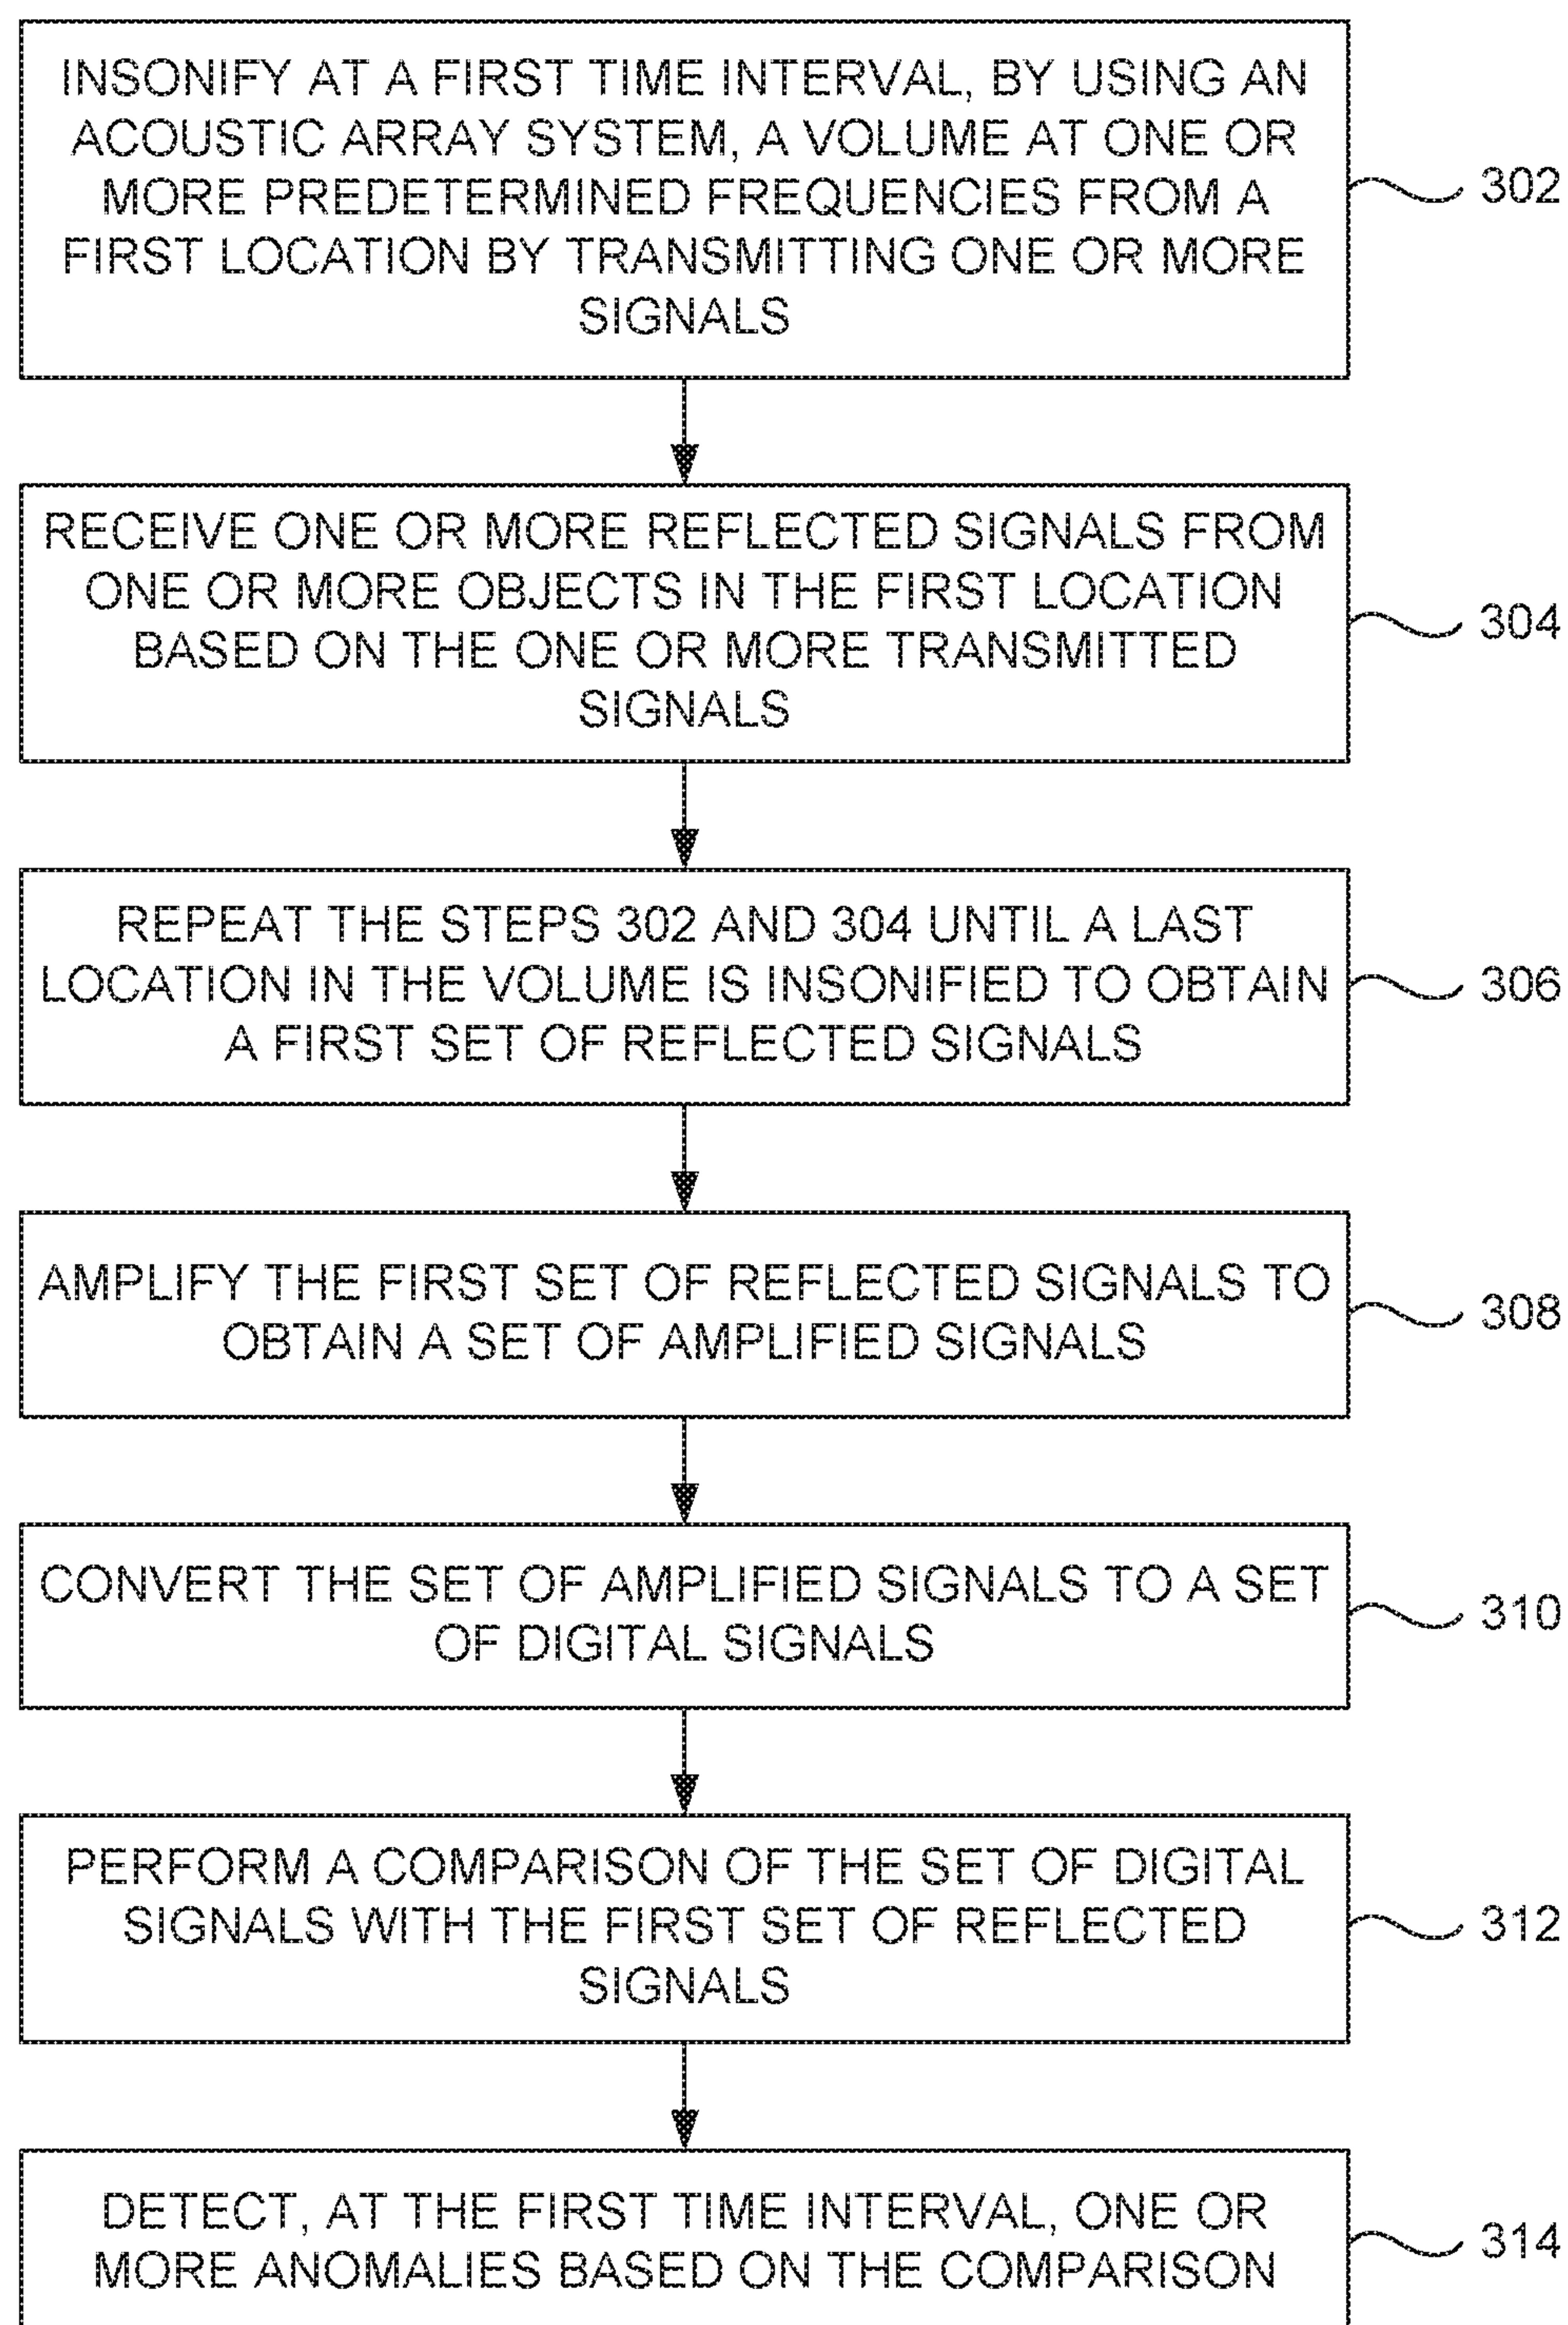 INSONIFY AT A FIRST TIME INTERVAL, BY USING AN
ACOUSTIC ARRAY SYSTEM, A VOLUME AT ONE OR
MORE PREDETERMINED FREQUENCIES FROM A
FIRST LOCATION BY TRANSMITTING ONE OR MORE
SIGNALS
302
RECEIVE ONE OR MORE REFLECTED SIGNALS FROM
ONE OR MORE OBJECTS IN THE FIRST LOCATION
BASED ON THE ONE OR MORE TRANSMITTED
SIGNALS
304
REPEAT THE STEPS 302 AND 304 UNTIL A LAST
LOCATION IN THE VOLUME IS INSONIFIED TO OBTAIN
A FIRST SET OF REFLECTED SIGNALS
306
AMPLIFY THE FIRST SET OF REFLECTED SIGNALS TO
OBTAIN A SET OF AMPLIFIED SIGNALS
308
CONVERT THE SET OF AMPLIFIED SIGNALS TO A SET
OF DIGITAL SIGNALS
310
PERFORM A COMPARISON OF THE SET OF DIGITAL
SIGNALS WITH THE FIRST SET OF REFLECTED
SIGNALS
312
DETECT, AT THE FIRST TIME INTERVAL, ONE OR
MORE ANOMALIES BASED ON THE COMPARISON
314